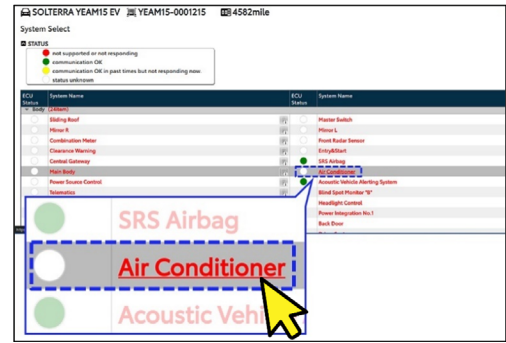 SOLTERRA YEAM15 EV YEAM15-0001215 4582mile
System Select
STATUS
not supported or not responding
communication OK
communication OK in past times but not responding now
status unknown
ECU Status System Name ECU Status System Name
Body (24Item)
Sliding Roof Master Switch
Mirror R Mirror L
Combination Meter Front Radar Sensor
Clearance Warning Entry&Start
Central Gateway SRS Airbag
Main Body Air Conditioner
Power Source Control Acoustic Vehicle Alerting System
Telematics Blind Spot Monitor "B"
Headlight Control
Power Integration No.1
Back Door
SRS Airbag
Air Conditioner
Acoustic Vehi